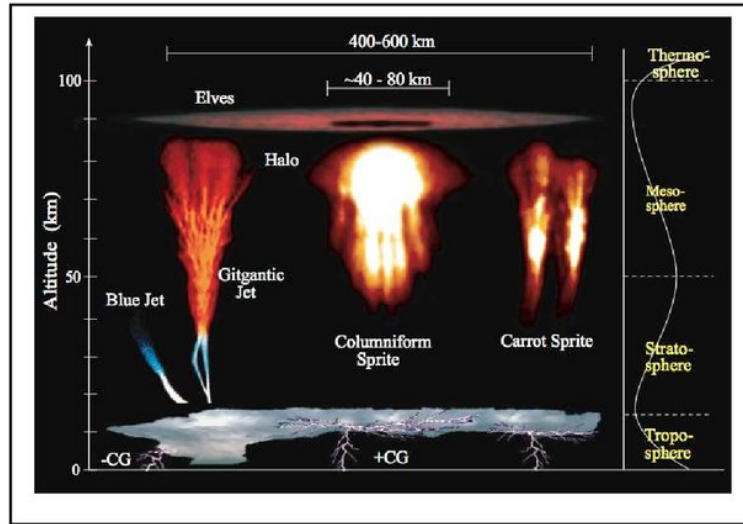 400-600 km
Thermo-
sphere
100
~40 - 80 km
Elves
Halo
Meso-
sphere
Altitude (km)
Gitgantic
Jet
50
Blue Jet
Columniform
Sprite
Carrot Sprite
Strato-
sphere
-CG
+CG
Tropo-
sphere
0